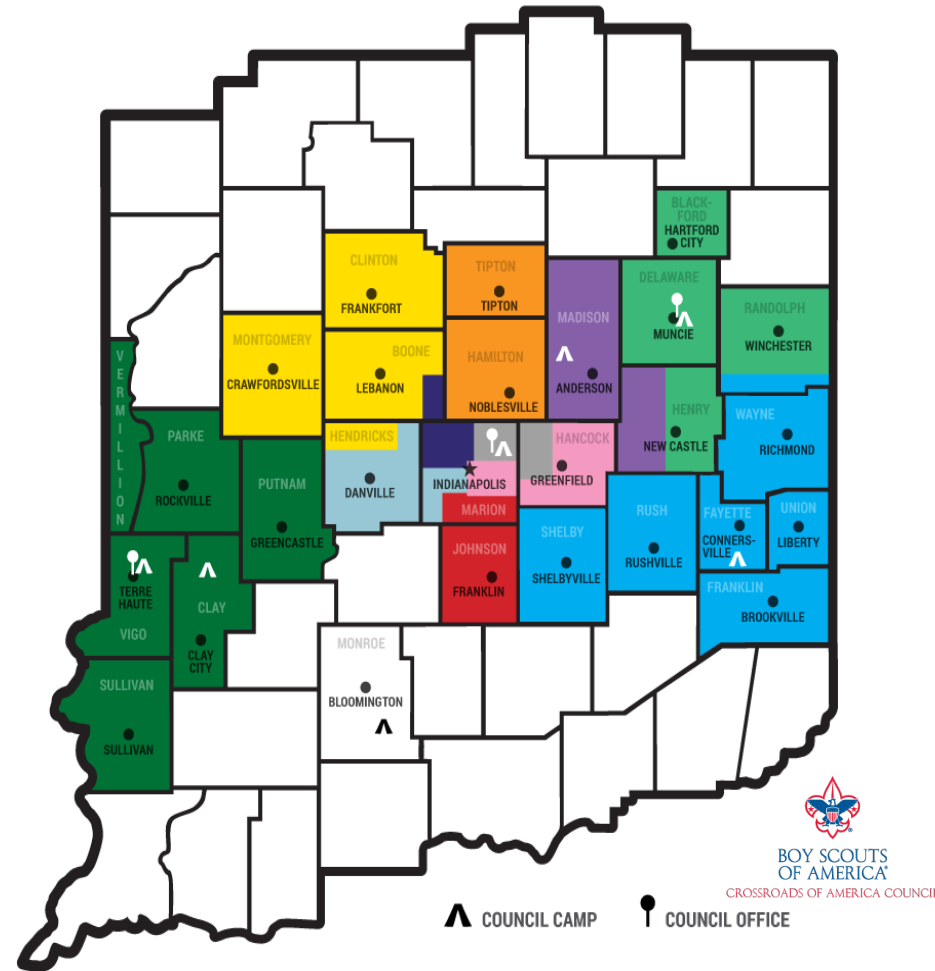 BLACK-
FORD
HARTFORD
CITY
CLINTON
FRANKFORT
TIPTON
TIPTON
MADISON
ANDERSON
DELAWARE
MUNCIE
RANDOLPH
WINCHESTER
MONTGOMERY
CRAWFORDSVILLE
BOONE
LEBANON
HAMILTON
NOBLESVILLE
HENRY
NEW CASTLE
WAYNE
RICHMOND
VERMILLION
PARKE
ROCKVILLE
PUTNAM
GREENCASTLE
HENDRICKS
DANVILLE
INDIANAPOLIS
MARION
HANCOCK
GREENFIELD
JOHNSON
FRANKLIN
SHELBY
SHELBYVILLE
RUSH
RUSHVILLE
FAYETTE
CONNERS-
VILLE
UNION
LIBERTY
FRANKLIN
BROOKVILLE
TERRE
HAUTE
VIGO
CLAY
CLAY
CITY
SULLIVAN
SULLIVAN
MONROE
BLOOMINGTON
BOY SCOUTS
OF AMERICA®
CROSSROADS OF AMERICA COUNCIL
COUNCIL CAMP
COUNCIL OFFICE